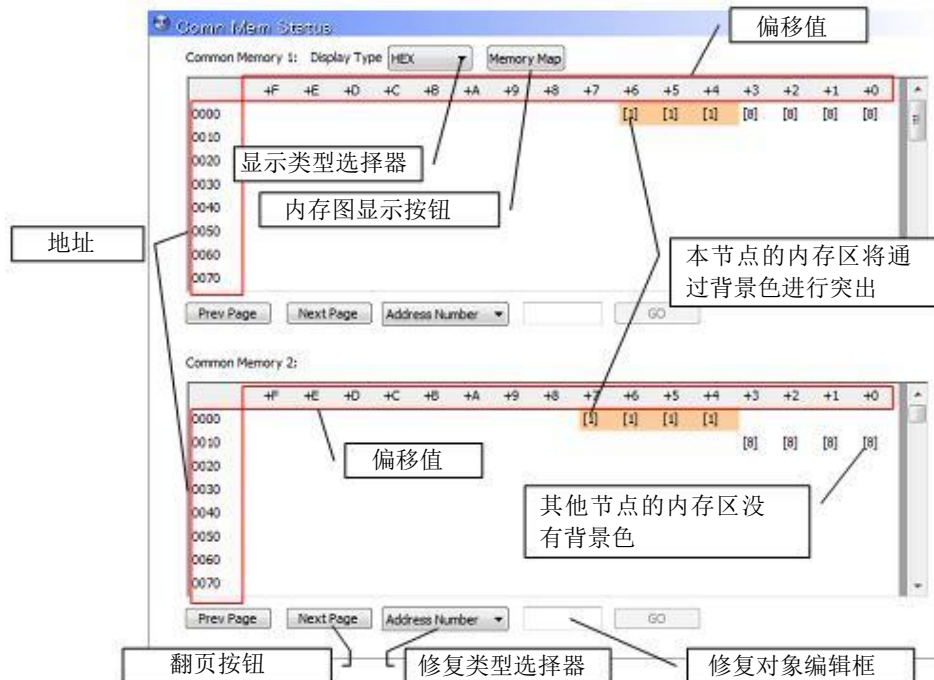 Comn Mem Status
偏移值
Common Memory 1: Display Type HEX Memory Map
+F +E +D +C +B +A +9 +8 +7 +6 +5 +4 +3 +2 +1 +0
0000 [1] [1] [1] [8] [8] [8] [8]
0010
0020
显示类型选择器
0030
0040
内存图显示按钮
地址
0050
0060
0070
本节点的内存区将通
过背景色进行突出
Prev Page Next Page Address Number GO
Common Memory 2:
+F +E +D +C +B +A +9 +8 +7 +6 +5 +4 +3 +2 +1 +0
0000 [1] [1] [1] [1]
0010 [8] [8] [8] [8]
0020
偏移值
0030
0040
0050
0060
0070
其他节点的内存区没
有背景色
Prev Page Next Page Address Number GO
翻页按钮
修复类型选择器
修复对象编辑框